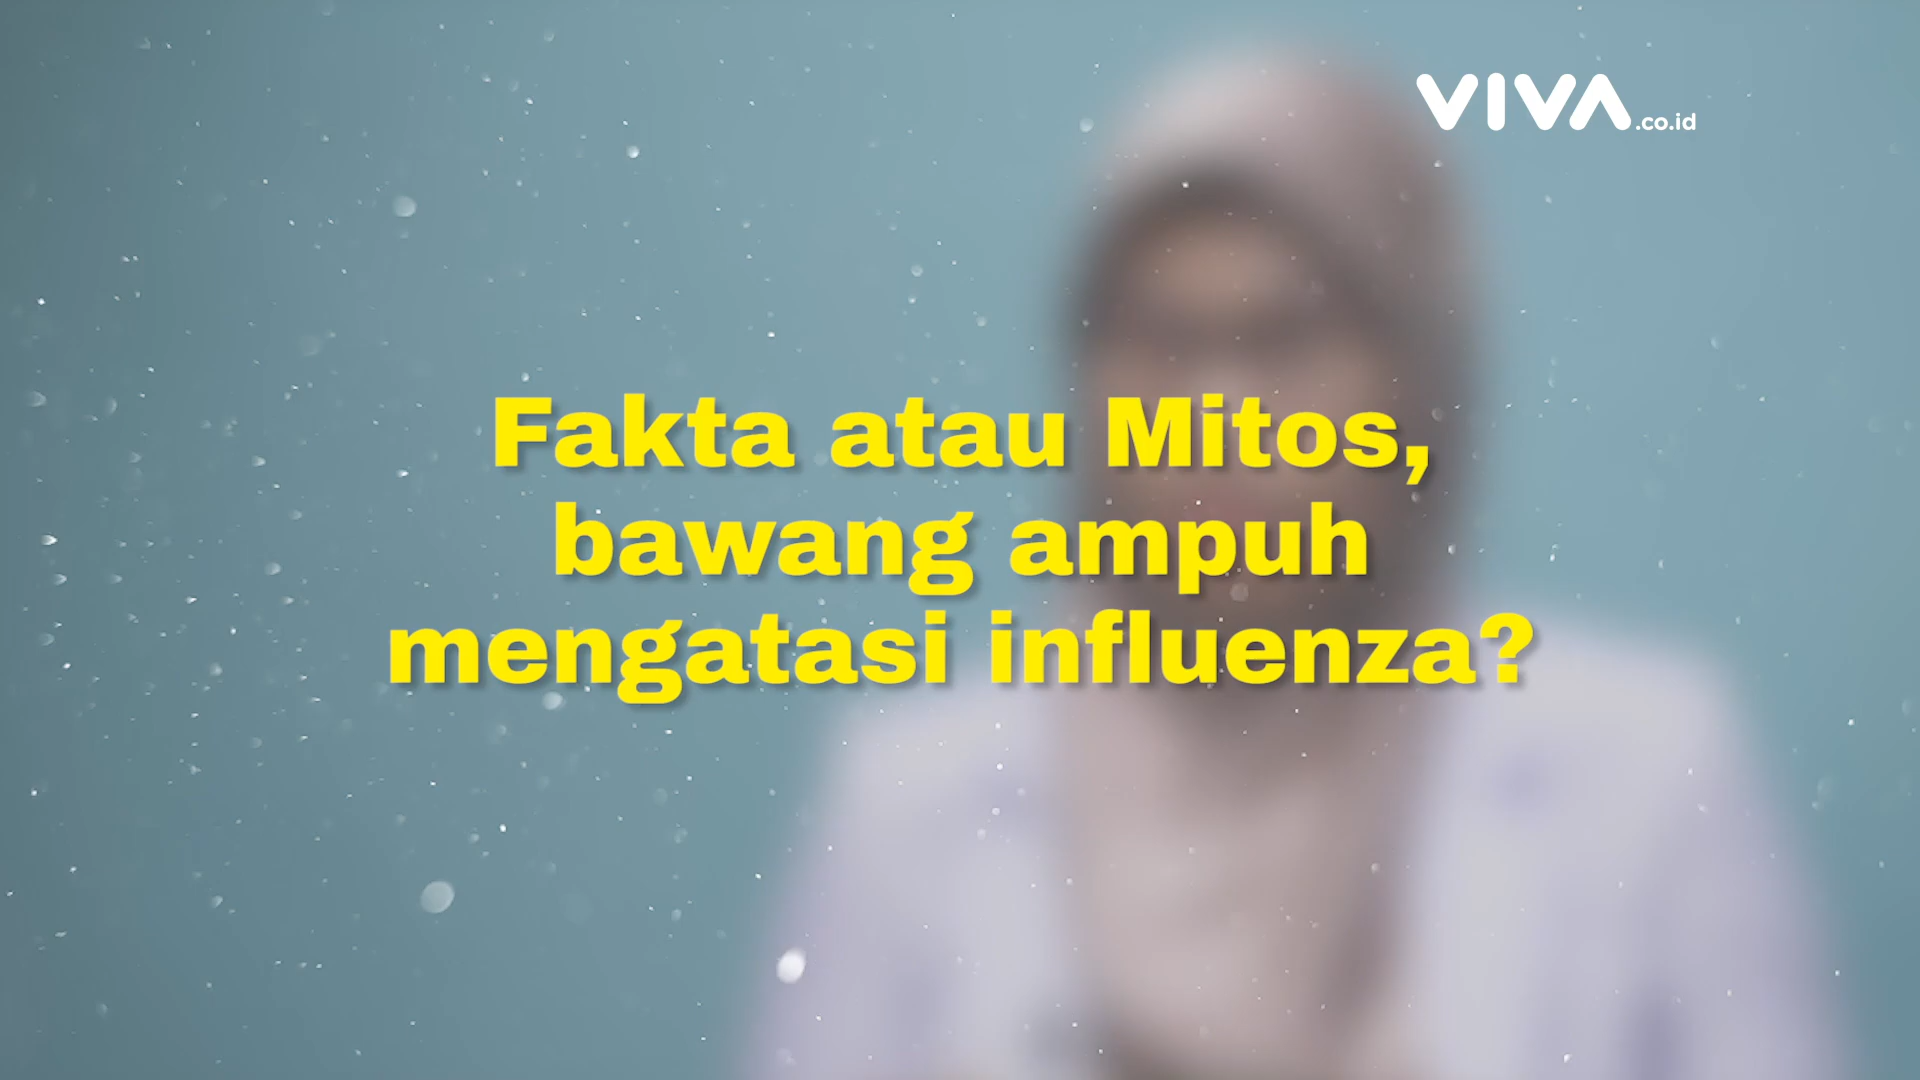 VIVA.co.id
Fakta atau Mitos,
bawang ampuh
mengatasi influenza?